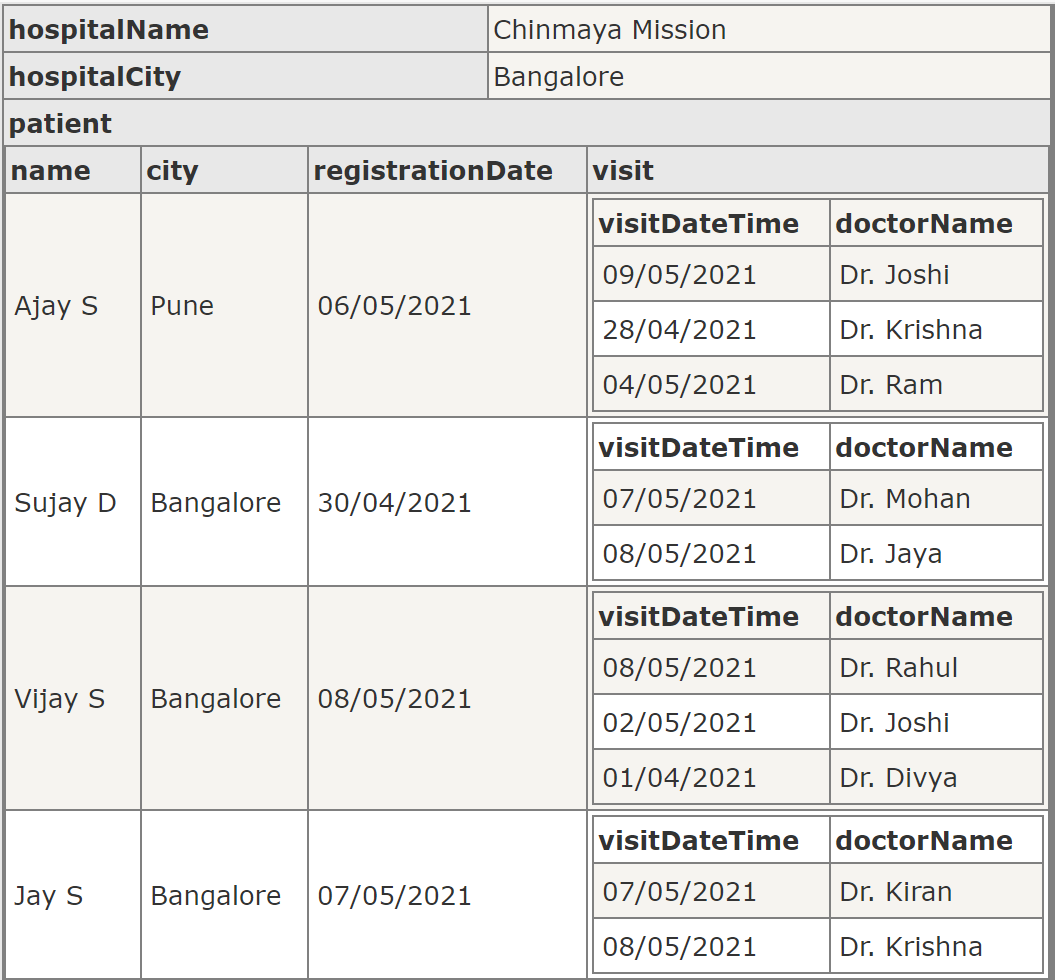 hospitalName Chinmaya Mission
hospitalCity Bangalore
patient
name city registrationDate visit
visitDateTime doctorName
09/05/2021 Dr. Joshi
Ajay S Pune 06/05/2021
28/04/2021 Dr. Krishna
04/05/2021 Dr. Ram
visitDateTime doctorName
Sujay D Bangalore 30/04/2021
07/05/2021 Dr. Mohan
08/05/2021 Dr. Jaya
visitDateTime doctorName
08/05/2021 Dr. Rahul
Vijay S Bangalore 08/05/2021
02/05/2021 Dr. Joshi
01/04/2021 Dr. Divya
visitDateTime doctorName
Jay S Bangalore 07/05/2021
07/05/2021 Dr. Kiran
08/05/2021 Dr. Krishna